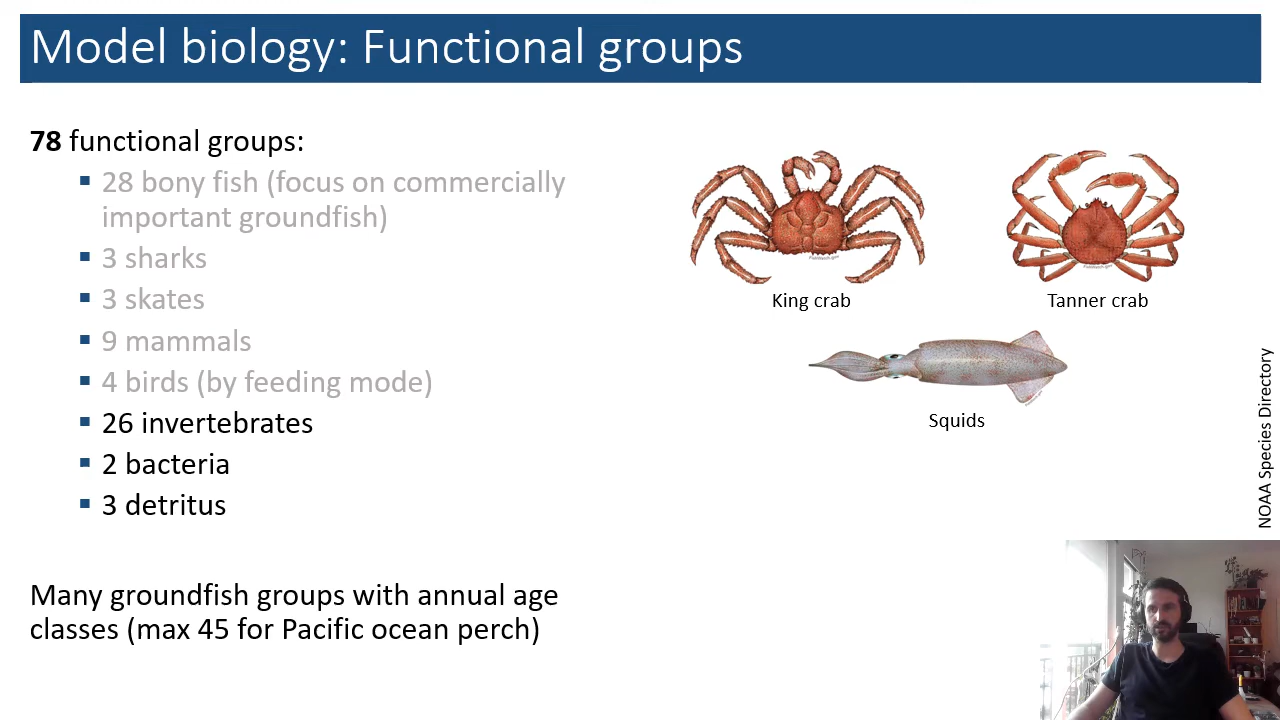 Model biology: Functional groups
78 functional groups:
▪ 28 bony fish (focus on commercially
important groundfish)
▪ 3 sharks
▪ 3 skates
▪ 9 mammals
▪ 4 birds (by feeding mode)
▪ 26 invertebrates
▪ 2 bacteria
▪ 3 detritus
Many groundfish groups with annual age
classes (max 45 for Pacific ocean perch)
King crab
Tanner crab
Squids
NOAA Species Directory